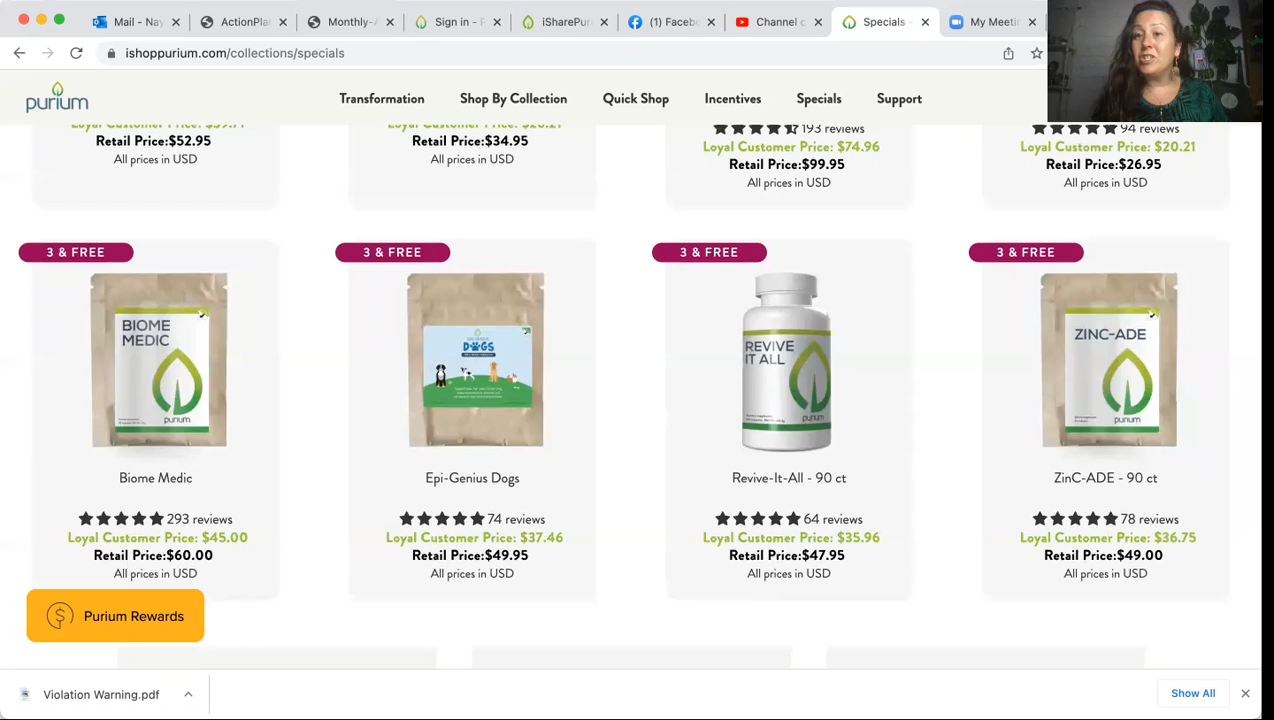 Mail – Nay
ActionPlan
Monthly-A
Sign in – P
iSharePuri
(1) Faceb
Channel c
Specials –
My Meeti
ishoppurium.com/collections/specials
purium
Transformation
Shop By Collection
Quick Shop
Incentives
Specials
Support
193 reviews
94 reviews
Loyal Customer Price: $74.96
Loyal Customer Price: $20.21
Retail Price:$52.95
Retail Price:$34.95
Retail Price:$99.95
Retail Price:$26.95
All prices in USD
All prices in USD
All prices in USD
All prices in USD
3 & FREE
3 & FREE
3 & FREE
3 & FREE
BIOME
MEDIC
purium
DOGS
REVIVE
IT ALL
purium
ZINC-ADE
purium
Biome Medic
Epi-Genius Dogs
Revive-It-All - 90 ct
ZinC-ADE - 90 ct
293 reviews
74 reviews
64 reviews
78 reviews
Loyal Customer Price: $45.00
Loyal Customer Price: $37.46
Loyal Customer Price: $35.96
Loyal Customer Price: $36.75
Retail Price:$60.00
Retail Price:$49.95
Retail Price:$47.95
Retail Price:$49.00
All prices in USD
All prices in USD
All prices in USD
All prices in USD
Purium Rewards
Violation Warning.pdf
Show All